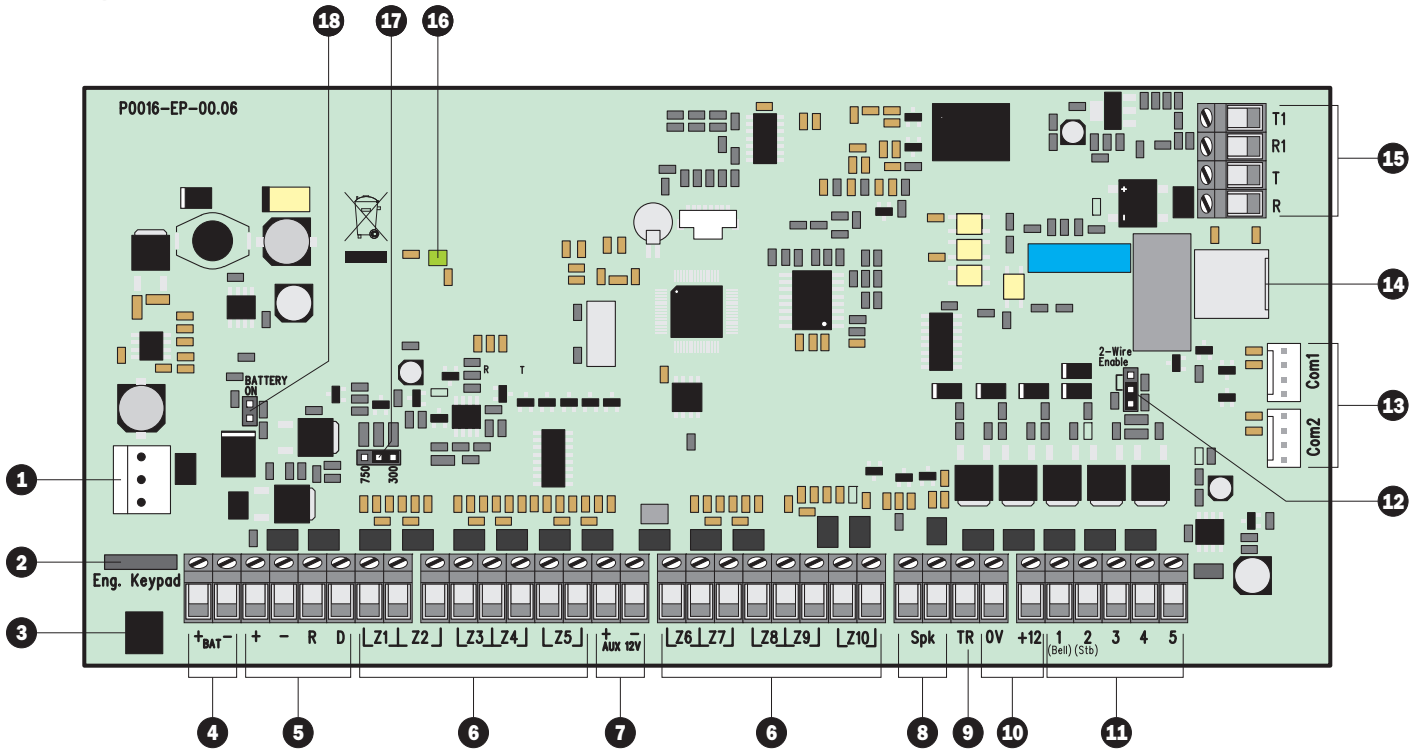 18 17 16
P0016-EP-00.06
T1
R1
T
R
15
14
R T
2-Wire
Enable
BATTERY
ON
Com1
13
Com2
750 300
1
12
2
Eng. Keypad
3
+ BAT - + - R D Z1 Z2 Z3 Z4 Z5 + - Z6 Z7 Z8 Z9 Z10 Spk TR 0V +12 1 2 3 4 5
AUX 12V
(Bell) (Stb)
4 5 6 7 6 8 9 10 11